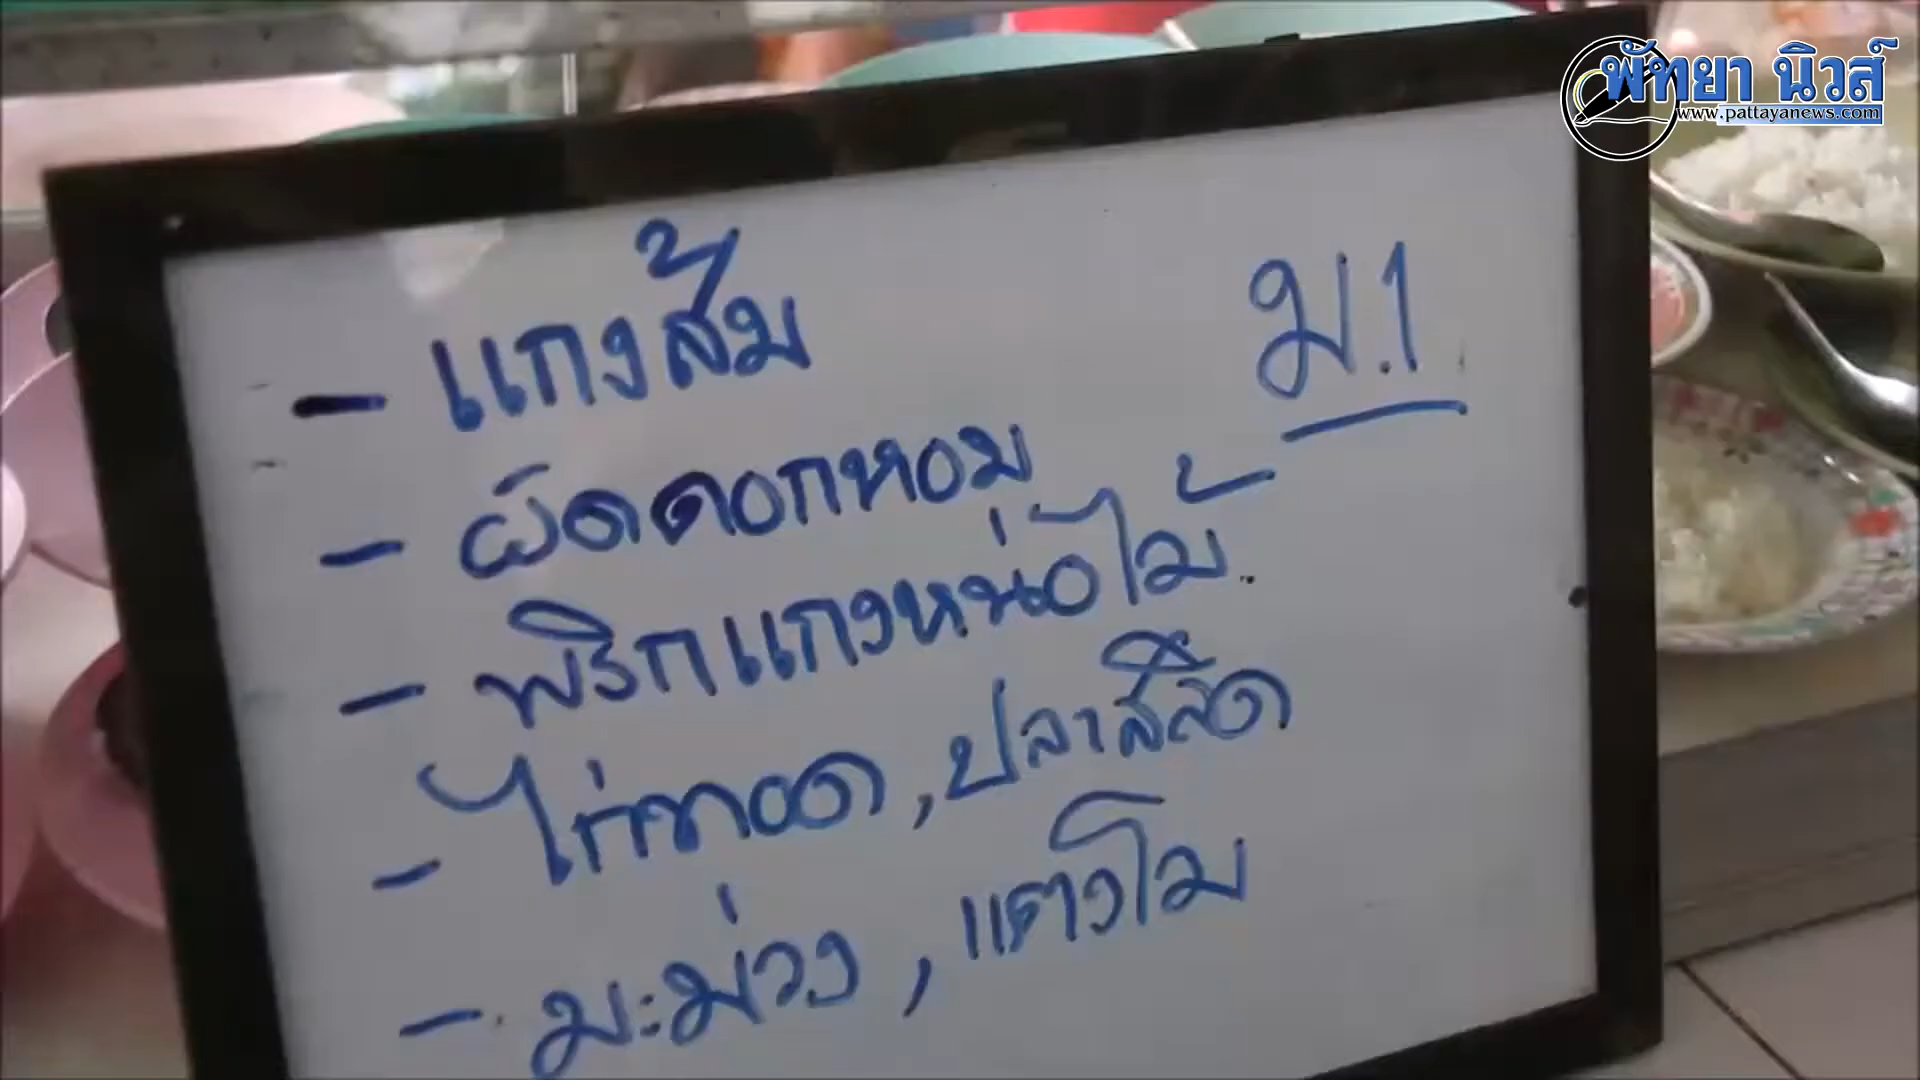 พัทยา นิวส์
www.pattayanews.com
ม.1
- แกงส้ม
- ผัดดอกหอม
- พริกแกงหน่อไม้
- ไก่ทอด, ปลาสลิด
- มะม่วง, แตงโม